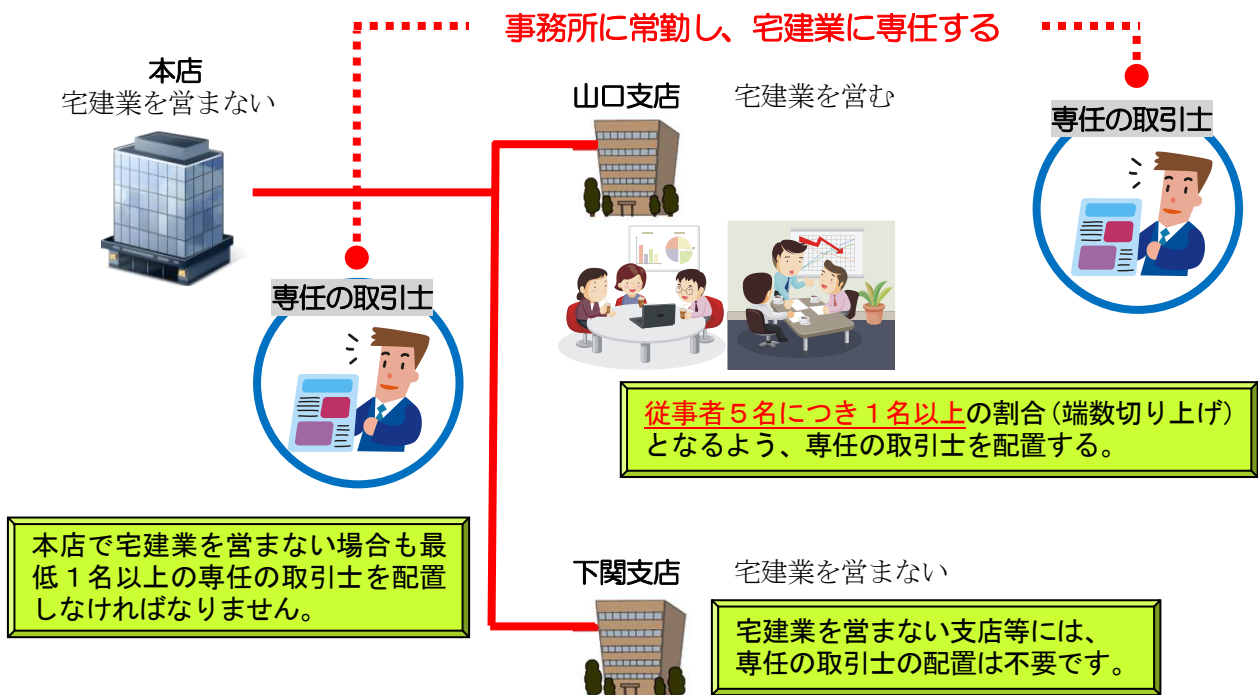 事務所に常勤し、宅建業に専任する
本店
宅建業を営まない
山口支店　宅建業を営む
専任の取引士
専任の取引士
従事者５名につき１名以上の割合（端数切り上げ）
となるよう、専任の取引士を配置する。
本店で宅建業を営まない場合も最
低１名以上の専任の取引士を配置
しなければなりません。
下関支店　宅建業を営まない
宅建業を営まない支店等には、
専任の取引士の配置は不要です。